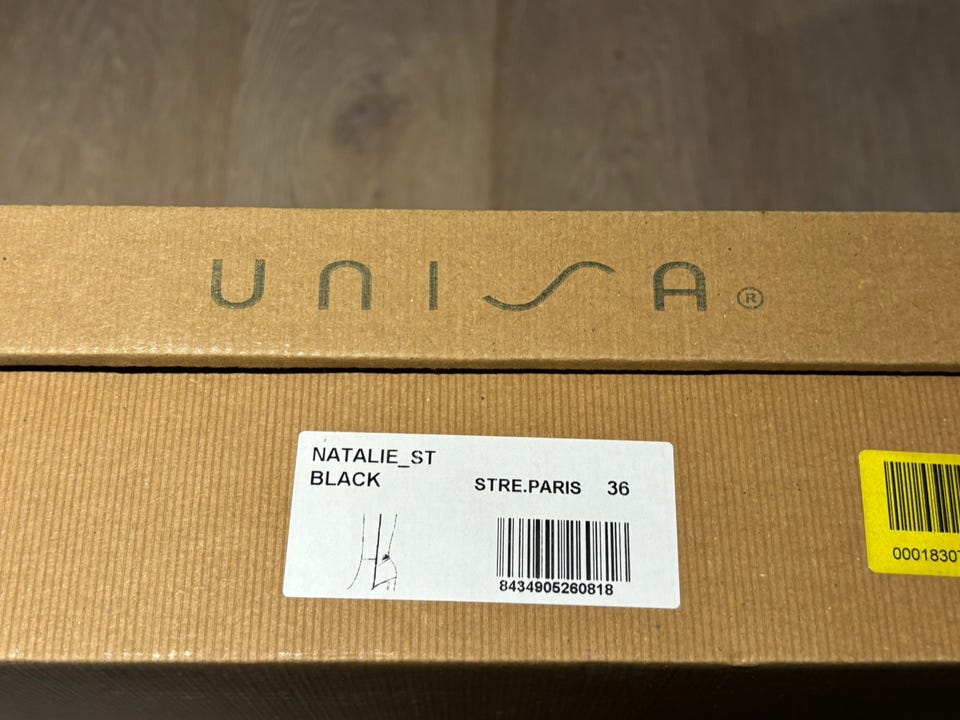 UNISA®
NATALIE_ST
BLACK
STRE.PARIS 36
8434905260818